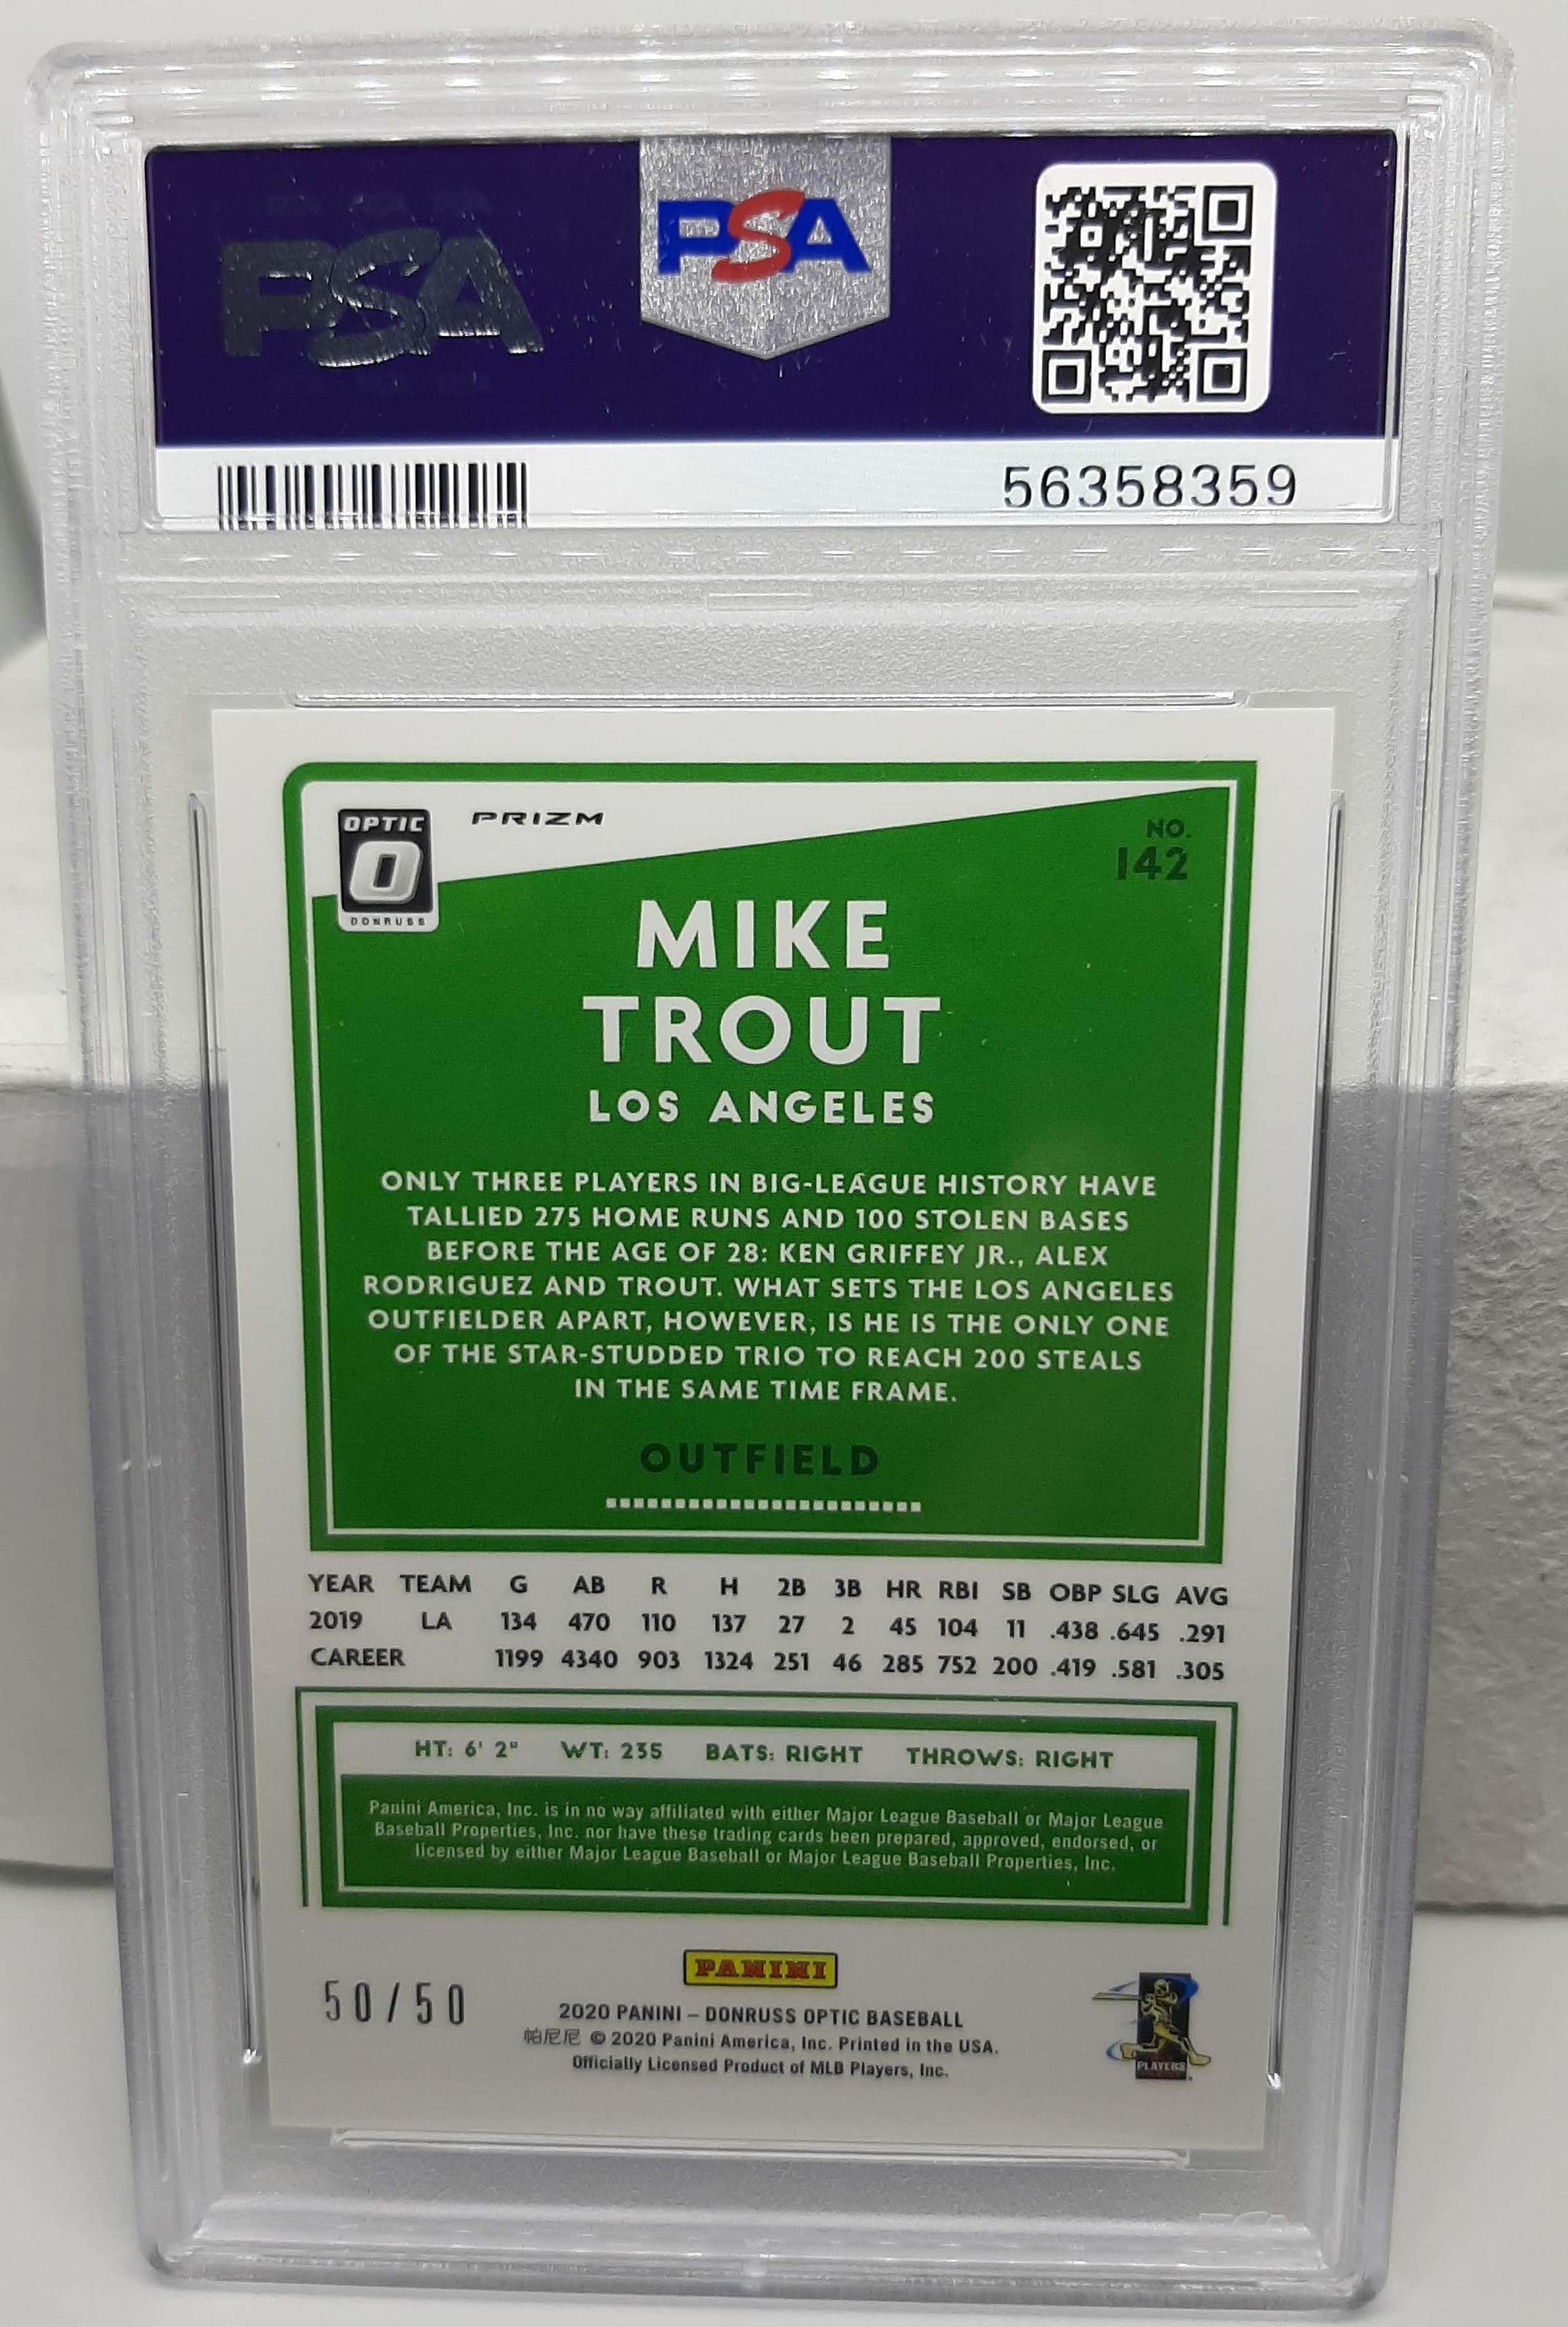 PSA
PSA
56358359
OPTIC
O
DONRUSS
PRIZM
NO.
142
MIKE
TROUT
LOS ANGELES
ONLY THREE PLAYERS IN BIG-LEAGUE HISTORY HAVE
TALLIED 275 HOME RUNS AND 100 STOLEN BASES
BEFORE THE AGE OF 28: KEN GRIFFEY JR., ALEX
RODRIGUEZ AND TROUT. WHAT SETS THE LOS ANGELES
OUTFIELDER APART, HOWEVER, IS HE IS THE ONLY ONE
OF THE STAR-STUDDED TRIO TO REACH 200 STEALS
IN THE SAME TIME FRAME.
OUTFIELD
YEAR TEAM G AB R H 2B 3B HR RBI SB OBP SLG AVG
2019 LA 134 470 110 137 27 2 45 104 11 .438 .645 .291
CAREER 1199 4340 903 1324 251 46 285 752 200 .419 .581 .305
HT: 6' 2" WT: 235 BATS: RIGHT THROWS: RIGHT
Panini America, Inc. is in no way affiliated with either Major League Baseball or Major League
Baseball Properties, Inc. nor have these trading cards been prepared, approved, endorsed, or
licensed by either Major League Baseball or Major League Baseball Properties, Inc.
50/50
PANINI
2020 PANINI – DONRUSS OPTIC BASEBALL
帕尼尼 © 2020 Panini America, Inc. Printed in the USA.
Officially Licensed Product of MLB Players, Inc.
PLAYERS